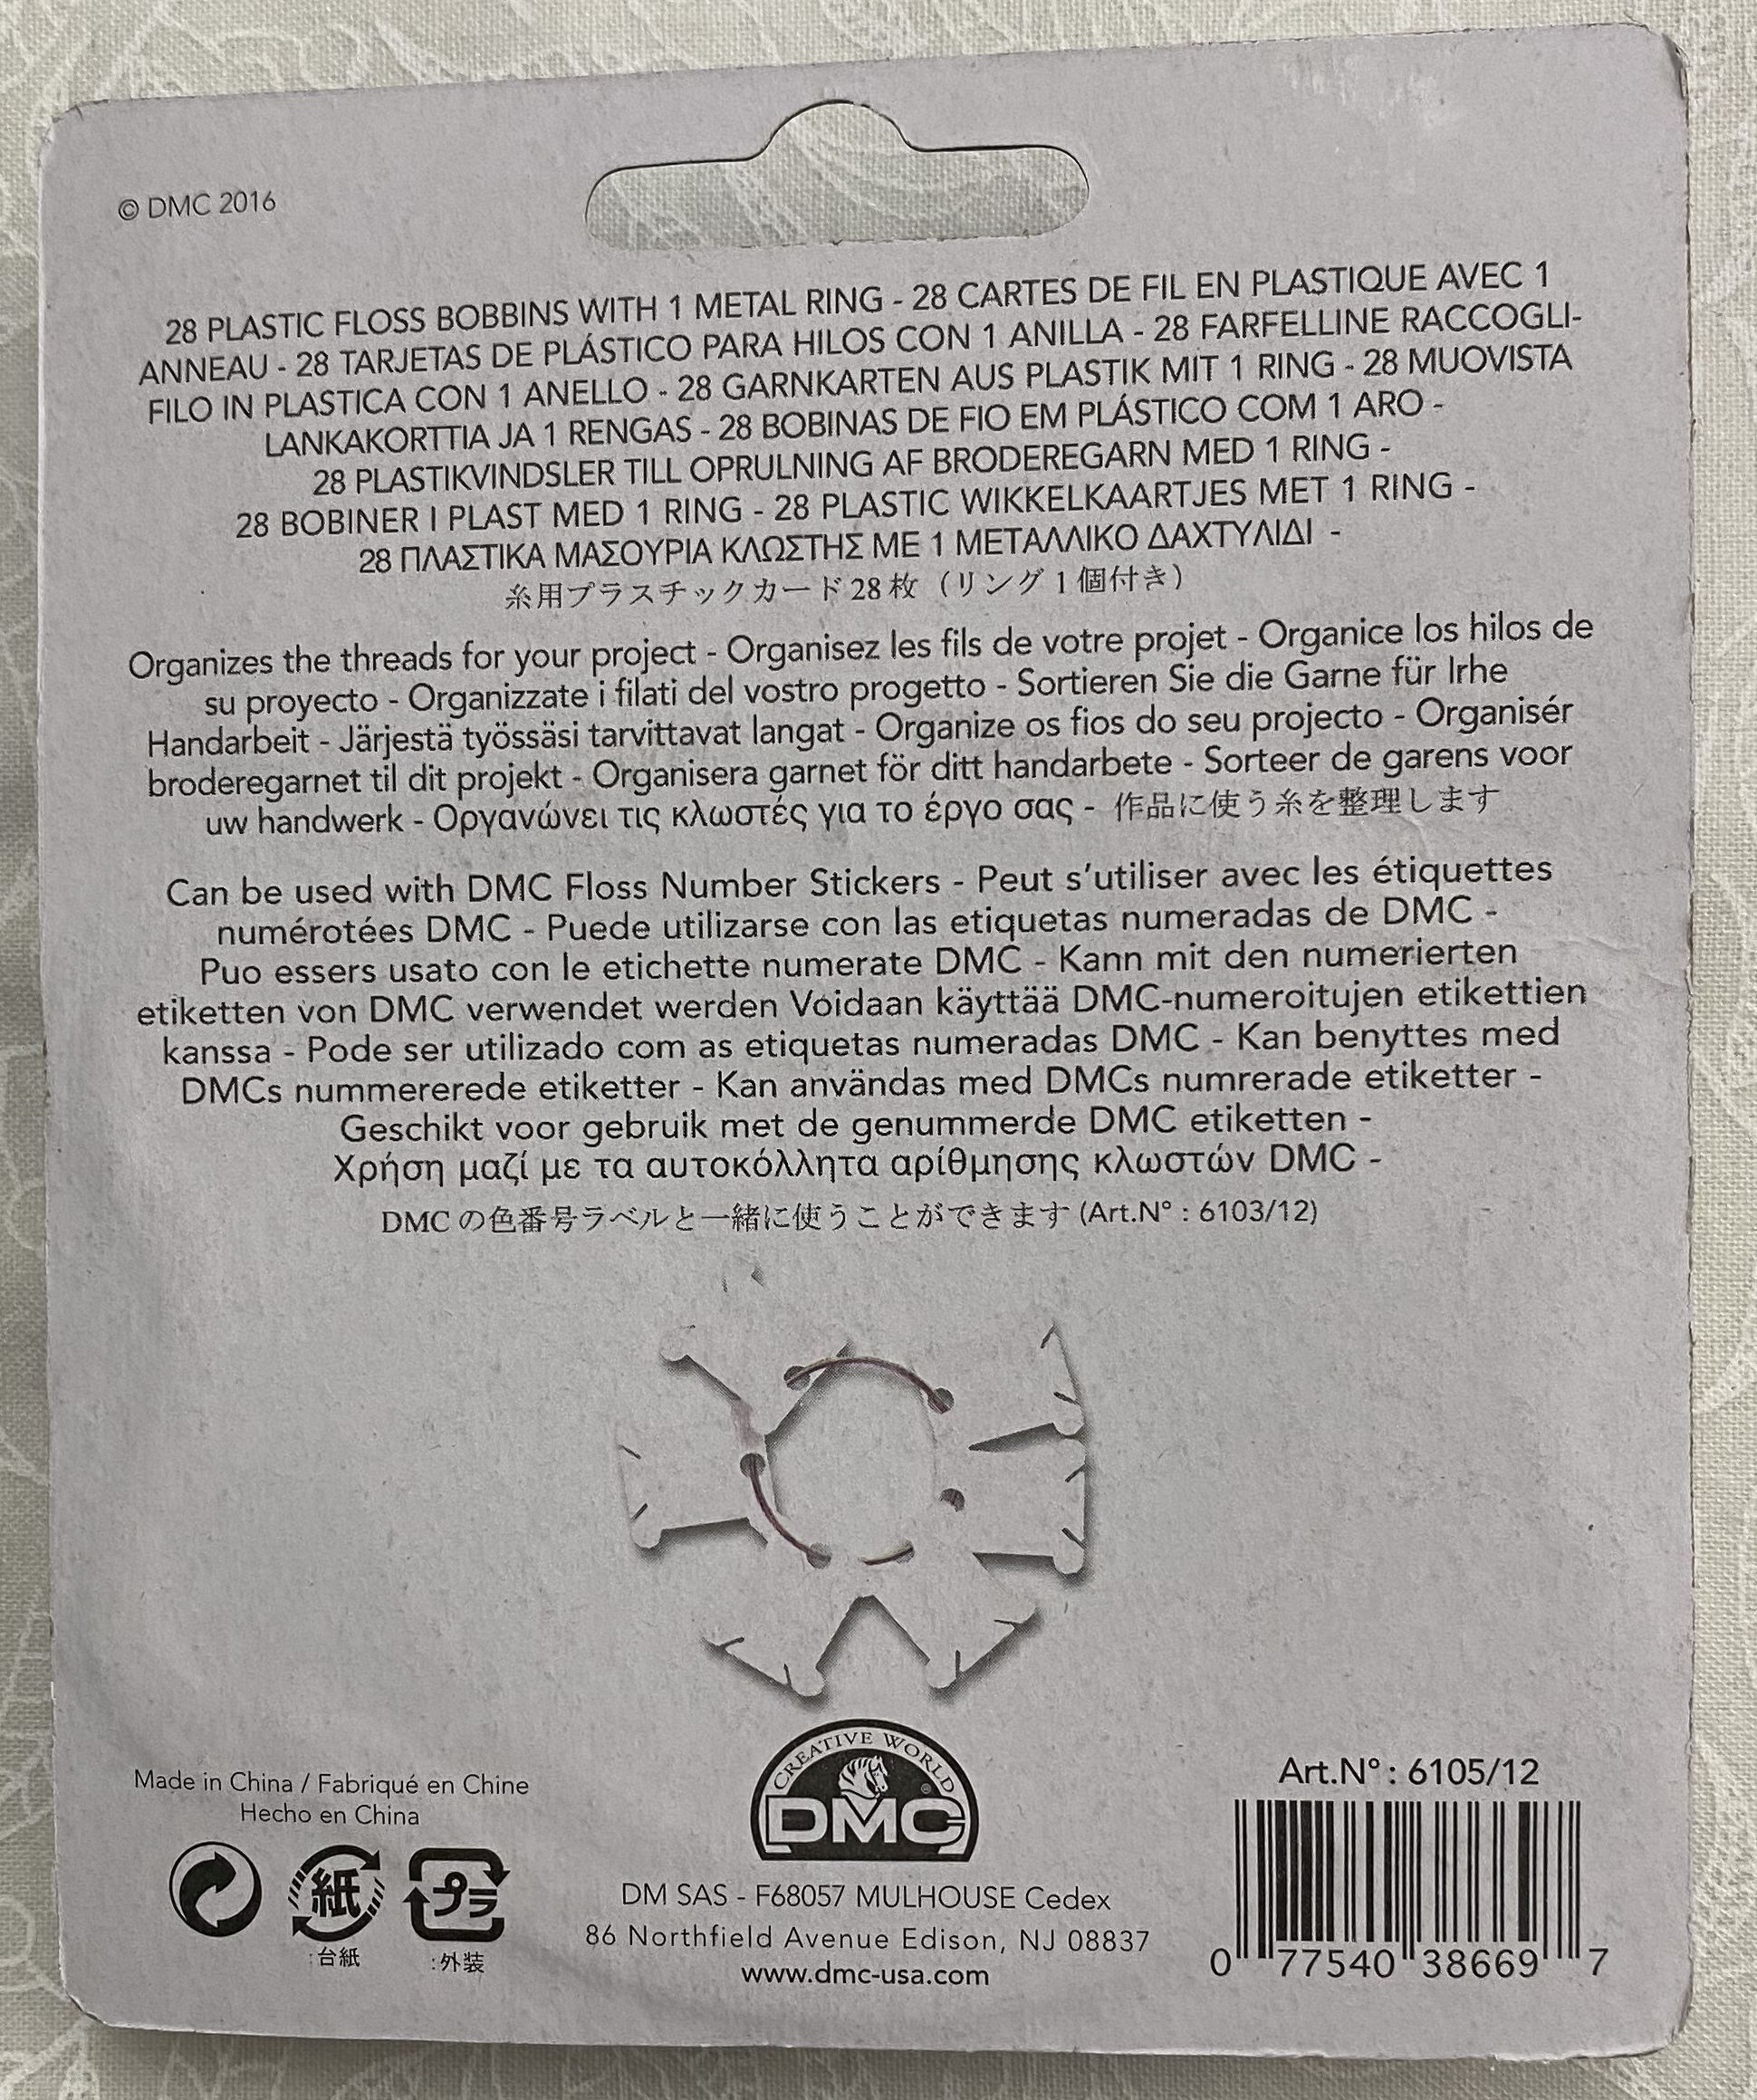 © DMC 2016
28 PLASTIC FLOSS BOBBINS WITH 1 METAL RING - 28 CARTES DE FIL EN PLASTIQUE AVEC 1
ANNEAU - 28 TARJETAS DE PLÁSTICO PARA HILOS CON 1 ANILLA - 28 FARFELLINE RACCOGLI-
FILO IN PLASTICA CON 1 ANELLO - 28 GARNKARTEN AUS PLASTIK MIT 1 RING - 28 MUOVISTA
LANKAKORTTIA JA 1 RENGAS - 28 BOBINAS DE FIO EM PLÁSTICO COM 1 ARO -
28 PLASTIKVINDSLER TILL OPRULNING AF BRODEREGARN MED 1 RING -
28 BOBINER I PLAST MED 1 RING - 28 PLASTIC WIKKELKAARTJES MET 1 RING -
28 ΠΛΑΣΤΙΚΑ ΜΑΣΟΥΡΙΑ ΚΛΩΣΤΗΣ ΜΕ 1 ΜΕΤΑΛΛΙΚΟ ΔΑΧΤΥΛΙΔΙ -
糸用プラスチックカード 28 枚（リング 1 個付き）
Organizes the threads for your project - Organisez les fils de votre projet - Organice los hilos de
su proyecto - Organizzate i filati del vostro progetto - Sortieren Sie die Garne für Irhe
Handarbeit - Järjestä työssäsi tarvittavat langat - Organize os fios do seu projecto - Organisér
broderegarnet til dit projekt - Organisera garnet för ditt handarbete - Sorteer de garens voor
uw handwerk - Οργανώνει τις κλωστές για το έργο σας - 作品に使う糸を整理します
Can be used with DMC Floss Number Stickers - Peut s'utiliser avec les étiquettes
numérotées DMC - Puede utilizarse con las etiquetas numeradas de DMC -
Puo essers usato con le etichette numerate DMC - Kann mit den numerierten
etiketten von DMC verwendet werden Voidaan käyttää DMC-numeroitujen etikettien
kanssa - Pode ser utilizado com as etiquetas numeradas DMC - Kan benyttes med
DMCs nummererede etiketter - Kan användas med DMCs numrerade etiketter -
Geschikt voor gebruik met de genummerde DMC etiketten -
Χρήση μαζί με τα αυτοκόλλητα αρίθμησης κλωστών DMC -
DMC の色番号ラベルと一緒に使うことができます (Art.N° : 6103/12)
Made in China / Fabriqué en Chine
Hecho en China
紙
プラ
:台紙
:外装
CREATIVE WORLD
DMC®
DM SAS - F68057 MULHOUSE Cedex
86 Northfield Avenue Edison, NJ 08837
www.dmc-usa.com
Art.N° : 6105/12
0 77540 38669 7